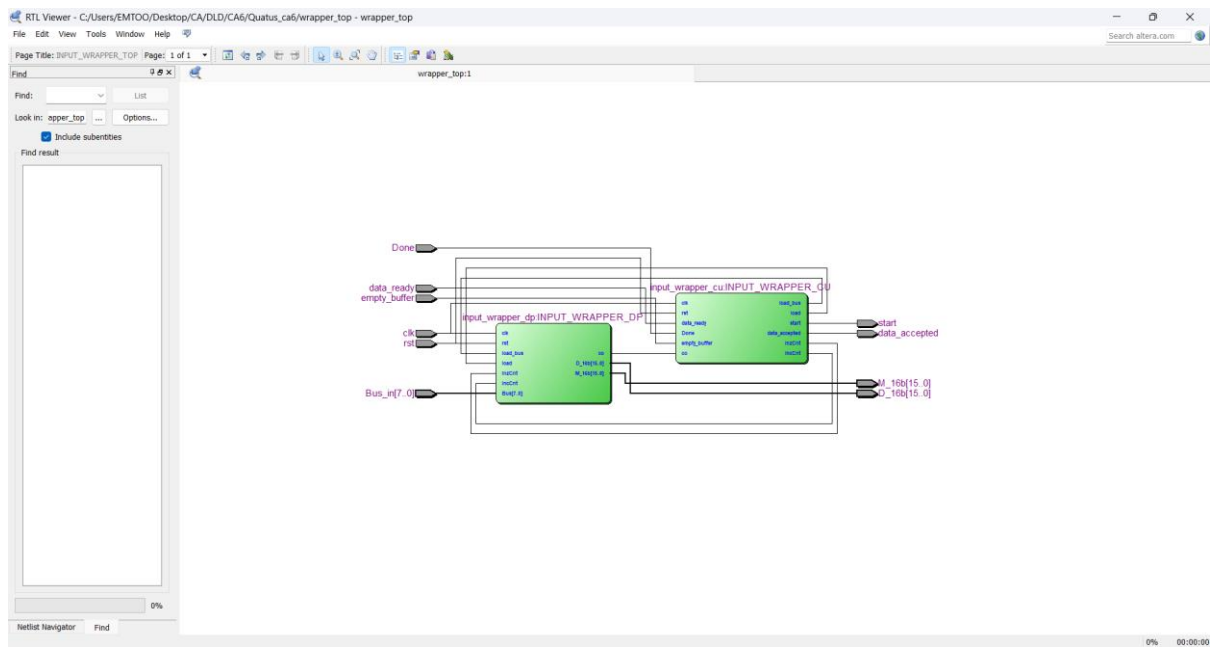 RTL Viewer - C:/Users/EMTOO/Desktop/CA/DLD/CA6/Quatus_ca6/wrapper_top - wrapper_top
File Edit View Tools Window Help
Search altera.com
Page Title: INPUT_WRAPPER_TOP Page: 1 of 1
Find
wrapper_top:1
Find:
List
Look in: apper_top ... Options...
Include subentities
Find result
Done
data_ready
empty_buffer
clk
rst
Bus_in[7..0]
input_wrapper_dp:INPUT_WRAPPER_DP
clk
rst
load_bus
load
Bus[7..0]
co
D_16b[15..0]
M_16b[15..0]
input_wrapper_cu:INPUT_WRAPPER_CU
clk
rst
data_ready
Done
empty_buffer
co
load_bus
load
start
data_accepted
start
data_accepted
M_16b[15..0]
D_16b[15..0]
0%
Netlist Navigator Find
0% 00:00:00